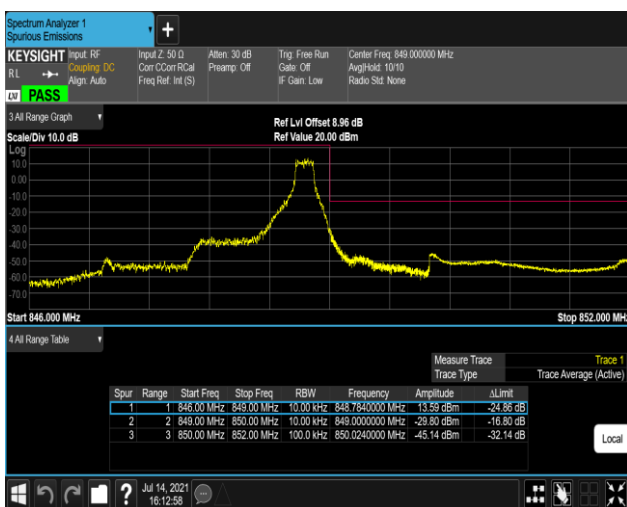 Spectrum Analyzer 1
Spurious Emissions
+
KEYSIGHT Input: RF Input Z: 50 Ω Atten: 30 dB Trig: Free Run Center Freq: 849.000000 MHz
RL Coupling: DC Corr CCorr RCal Preamp: Off Gate: Off Avg|Hold: 10/10
Align: Auto Freq Ref: Int (S) IF Gain: Low Radio Std: None
LXI PASS
3 All Range Graph
Ref Lvl Offset 8.96 dB
Scale/Div 10.0 dB Ref Value 20.00 dBm
Log
10.0
0.00
-10.0
-20.0
-30.0
-40.0
-50.0
-60.0
-70.0
Start 846.000 MHz Stop 852.000 MHz
4 All Range Table
Measure Trace Trace 1
Trace Type Trace Average (Active)
Spur Range Start Freq Stop Freq RBW Frequency Amplitude ΔLimit
1 1 846.00 MHz 849.00 MHz 10.00 kHz 848.7840000 MHz 13.59 dBm -24.86 dB
2 2 849.00 MHz 850.00 MHz 10.00 kHz 849.0000000 MHz -29.80 dBm -16.80 dB
3 3 850.00 MHz 852.00 MHz 100.0 kHz 850.0240000 MHz -45.14 dBm -32.14 dB
Local
? Jul 14, 2021
16:12:58